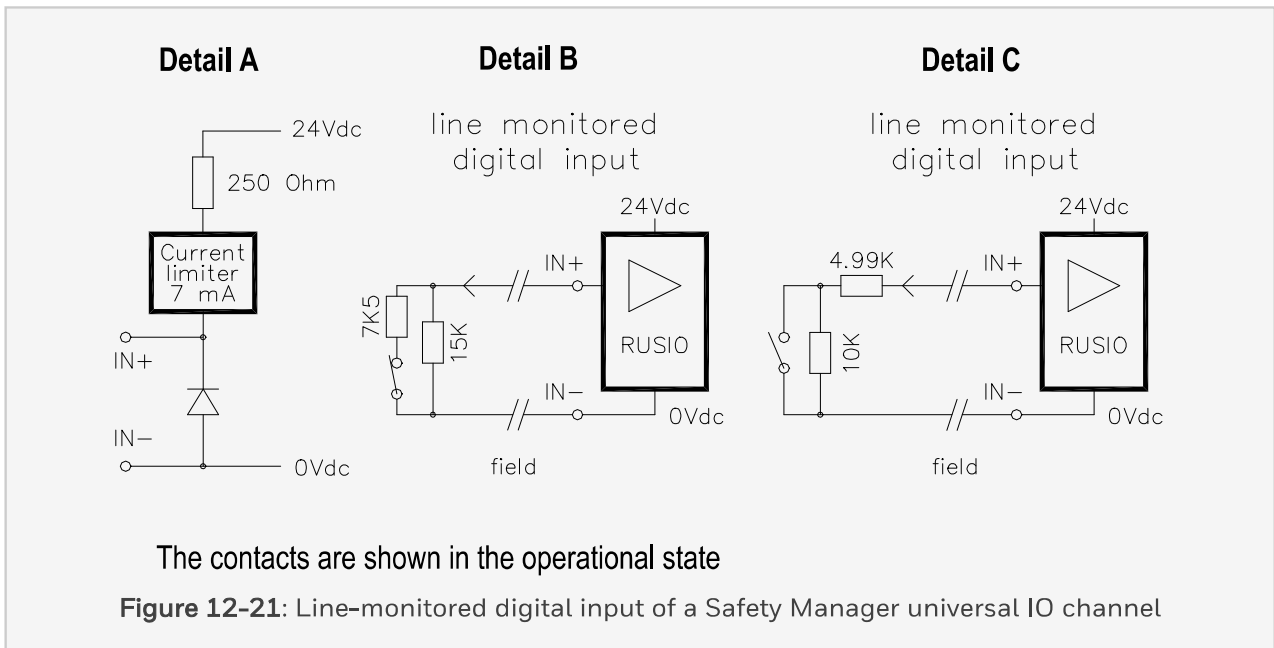 Detail A
24Vdc
250 Ohm
Current
limiter
7 mA
IN+
IN−
0Vdc
Detail B
line monitored
digital input
24Vdc
IN+
7K5
15K
RUSIO
IN−
0Vdc
field
Detail C
line monitored
digital input
24Vdc
4.99K
IN+
10K
RUSIO
IN−
0Vdc
field
The contacts are shown in the operational state
Figure 12-21: Line-monitored digital input of a Safety Manager universal IO channel